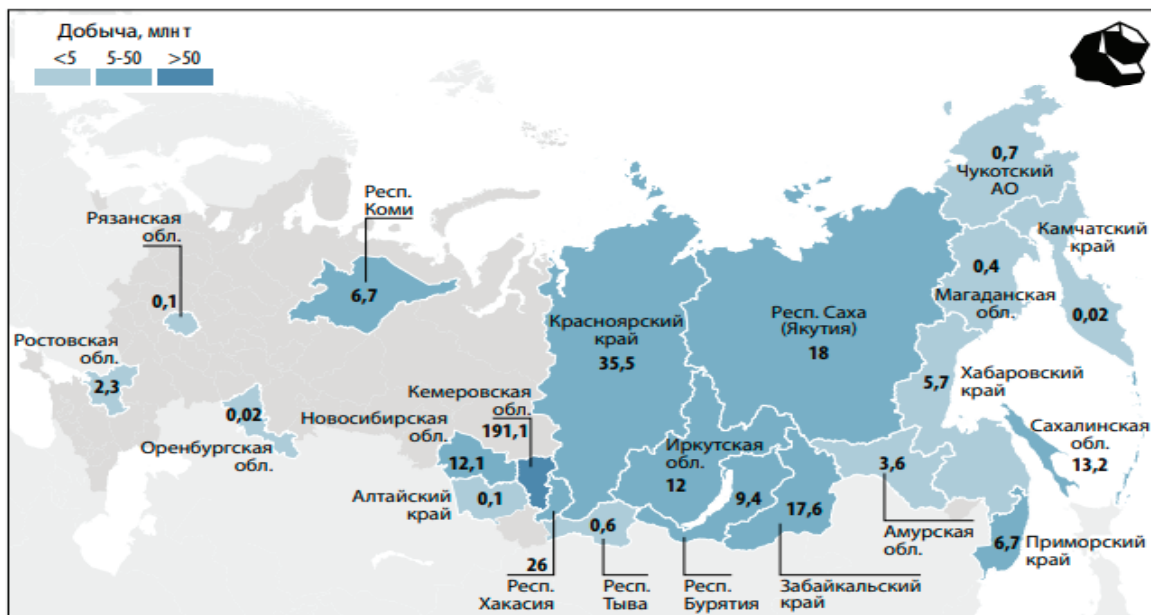 Добыча, млн т
<5 5-50 >50
0,7
Чукотский
АО
Респ.
Коми
Рязанская
обл.
Камчатский
край
0,1
6,7
0,4
Магаданская
обл.
0,02
Красноярский
край
35,5
Респ. Саха
(Якутия)
18
Ростовская
обл.
2,3
Хабаровский
край
5,7
Кемеровская
обл.
191,1
0,02
Оренбургская
обл.
Новосибирская
обл.
12,1
Сахалинская
обл.
13,2
Иркутская
обл.
12
3,6
Алтайский
край
0,1
9,4
17,6
0,6
Амурская
обл.
6,7
Приморский
край
26
Респ.
Хакасия
Респ.
Тыва
Респ.
Бурятия
Забайкальский
край